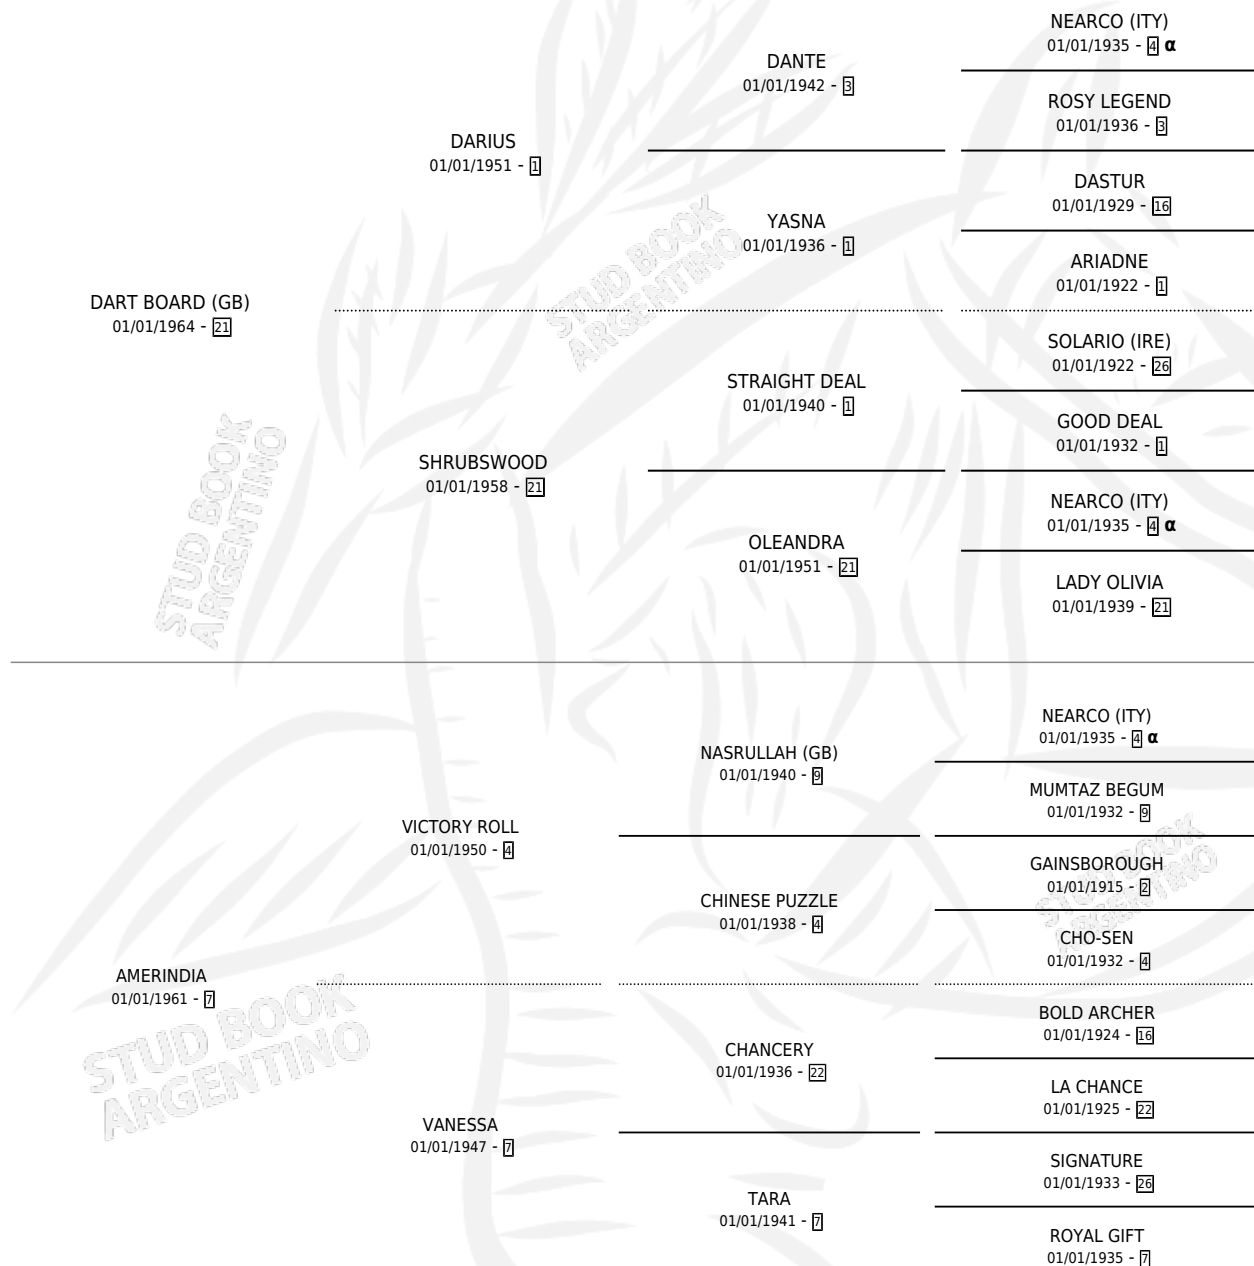 NEARCO (ITY)
01/01/1935 - 4 α
DANTE
01/01/1942 - 3
ROSY LEGEND
01/01/1936 - 3
DARIUS
01/01/1951 - 1
DASTUR
01/01/1929 - 16
YASNA
01/01/1936 - 1
ARIADNE
01/01/1922 - 1
DART BOARD (GB)
01/01/1964 - 21
SOLARIO (IRE)
01/01/1922 - 26
STRAIGHT DEAL
01/01/1940 - 1
GOOD DEAL
01/01/1932 - 1
SHRUBSWOOD
01/01/1958 - 21
NEARCO (ITY)
01/01/1935 - 4 α
OLEANDRA
01/01/1951 - 21
LADY OLIVIA
01/01/1939 - 21
NEARCO (ITY)
01/01/1935 - 4 α
NASRULLAH (GB)
01/01/1940 - 9
MUMTAZ BEGUM
01/01/1932 - 9
VICTORY ROLL
01/01/1950 - 4
GAINSBOROUGH
01/01/1915 - 2
CHINESE PUZZLE
01/01/1938 - 4
CHO-SEN
01/01/1932 - 4
AMERINDIA
01/01/1961 - 7
BOLD ARCHER
01/01/1924 - 16
CHANCERY
01/01/1936 - 22
LA CHANCE
01/01/1925 - 22
VANESSA
01/01/1947 - 7
SIGNATURE
01/01/1933 - 26
TARA
01/01/1941 - 7
ROYAL GIFT
01/01/1935 - 7
STUD BOOK
ARGENTINO
STUD BOOK
ARGENTINO
STUD BOOK
ARGENTINO
STUD BOOK
ARGENTINO